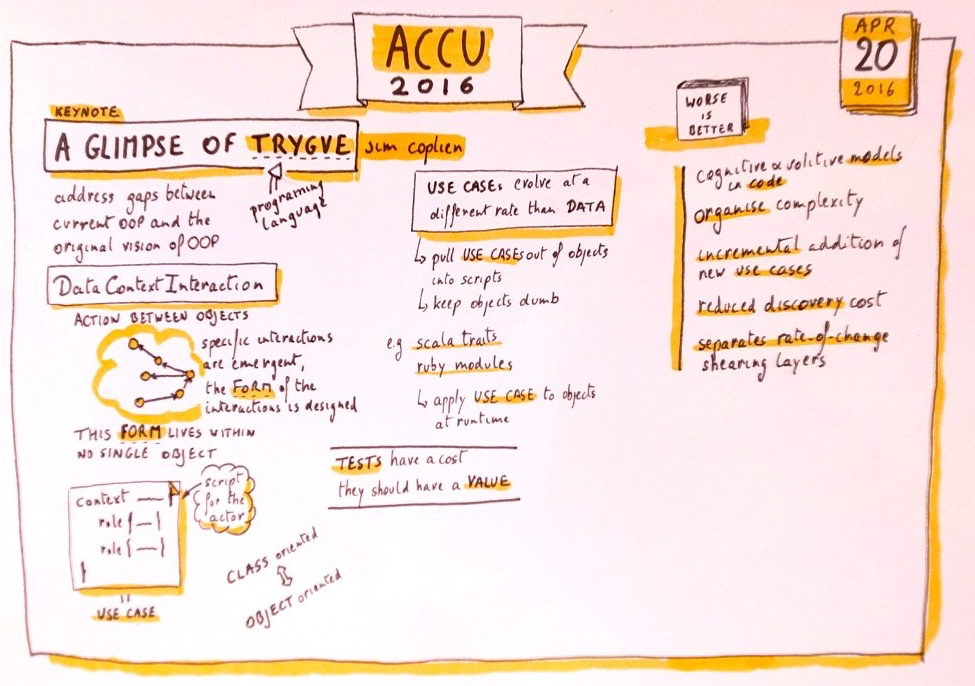 ACCU
2016
APR
20
2016
KEYNOTE
A GLIMPSE OF TRYGVE
Jim coplien
programing
language
address gaps between
current OOP and the
original vision of OOP
Data Context Interaction
ACTION BETWEEN OBJECTS
specific interactions
are emergent,
the FORM of the
interactions is designed
THIS FORM LIVES WITHIN
NO SINGLE OBJECT
context — {
role {—}
role {—}
}
script
for the
actor
=
USE CASE
CLASS oriented
OBJECT oriented
USE CASEs evolve at a
different rate than DATA
pull USE CASEs out of objects
into scripts
keep objects dumb
e.g scala traits
ruby modules
apply USE CASE to objects
at runtime
TESTS have a cost
they should have a VALUE
WORSE
IS
BETTER
cognitive & volitive models
in code
organise complexity
incremental addition of
new use cases
reduced discovery cost
separates rate-of-change
shearing layers